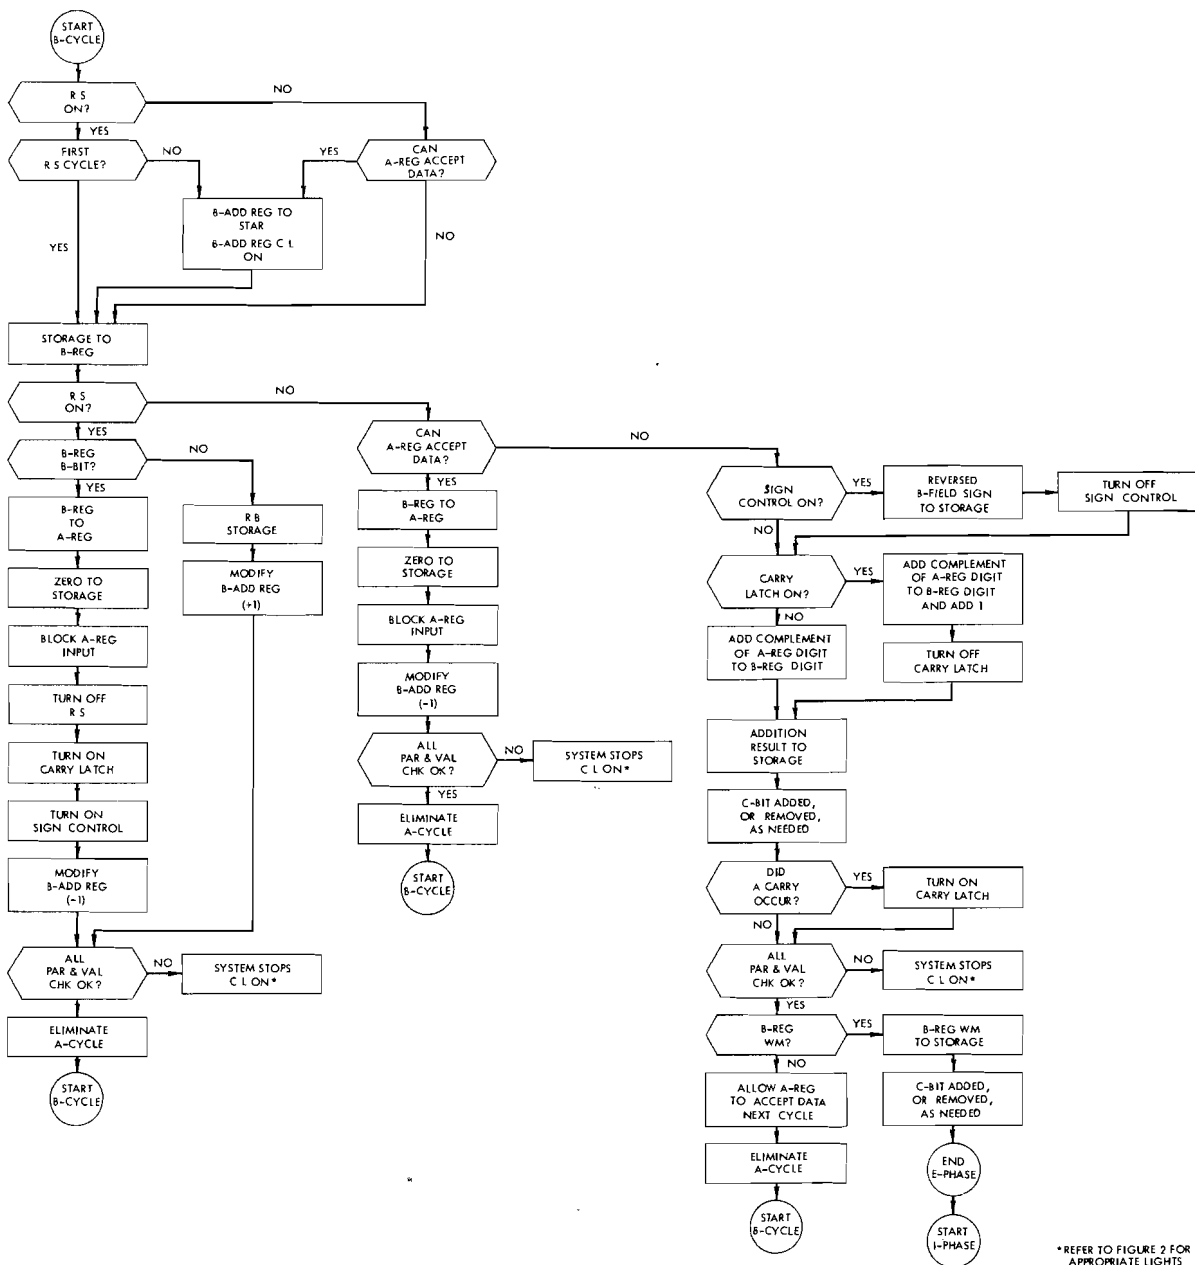 START
B-CYCLE
R S
ON?
NO
YES
FIRST
R S CYCLE?
NO
YES
CAN
A-REG ACCEPT
DATA?
B-ADD REG TO
STAR
B-ADD REG C L
ON
YES
NO
STORAGE TO
B-REG
R S
ON?
NO
YES
B-REG
B-BIT?
NO
YES
B-REG
TO
A-REG
R B
STORAGE
ZERO TO
STORAGE
MODIFY
B-ADD REG
(+1)
BLOCK A-REG
INPUT
TURN OFF
R S
TURN ON
CARRY LATCH
TURN ON
SIGN CONTROL
MODIFY
B-ADD REG
(-1)
ALL
PAR & VAL
CHK OK?
NO
SYSTEM STOPS
C L ON*
YES
ELIMINATE
A-CYCLE
START
B-CYCLE
CAN
A-REG ACCEPT
DATA?
NO
YES
B-REG TO
A-REG
ZERO TO
STORAGE
BLOCK A-REG
INPUT
MODIFY
B-ADD REG
(-1)
ALL
PAR & VAL
CHK OK?
NO
SYSTEM STOPS
C L ON*
YES
ELIMINATE
A-CYCLE
START
B-CYCLE
SIGN
CONTROL ON?
YES
REVERSED
B-FIELD SIGN
TO STORAGE
TURN OFF
SIGN CONTROL
NO
CARRY
LATCH ON?
YES
ADD COMPLEMENT
OF A-REG DIGIT
TO B-REG DIGIT
AND ADD 1
NO
ADD COMPLEMENT
OF A-REG DIGIT
TO B-REG DIGIT
TURN OFF
CARRY LATCH
ADDITION
RESULT TO
STORAGE
C-BIT ADDED,
OR REMOVED,
AS NEEDED
DID
A CARRY
OCCUR?
YES
TURN ON
CARRY LATCH
NO
ALL
PAR & VAL
CHK OK?
NO
SYSTEM STOPS
C L ON*
YES
B-REG
WM?
YES
B-REG WM
TO STORAGE
NO
ALLOW A-REG
TO ACCEPT DATA
NEXT CYCLE
C-BIT ADDED,
OR REMOVED,
AS NEEDED
ELIMINATE
A-CYCLE
END
E-PHASE
START
B-CYCLE
START
I-PHASE
*REFER TO FIGURE 2 FOR
APPROPRIATE LIGHTS